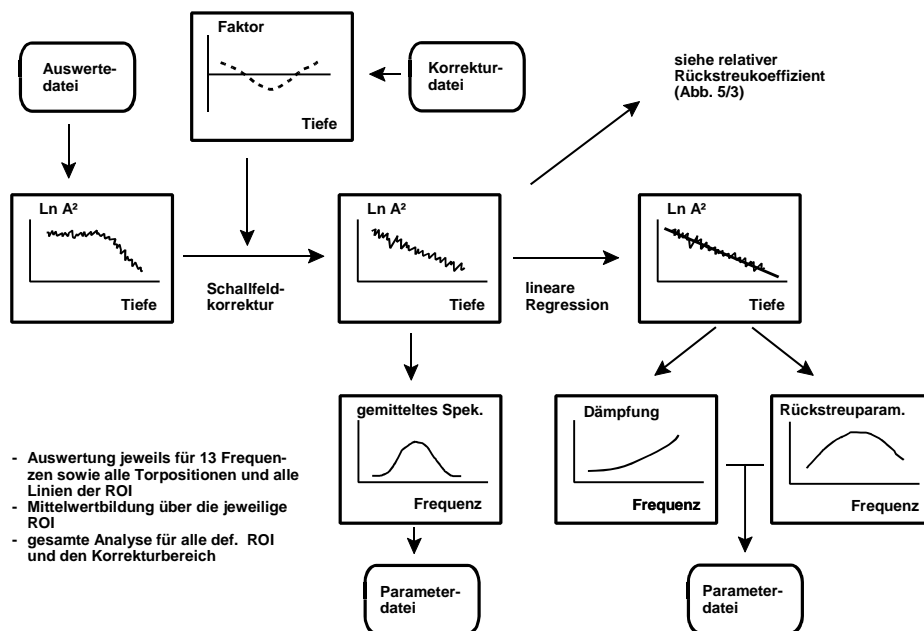 Faktor
Tiefe
Auswerte-
datei
Korrektur-
datei
siehe relativer
Rückstreukoeffizient
(Abb. 5/3)
Ln A²
Tiefe
Schallfeld-
korrektur
Ln A²
Tiefe
lineare
Regression
Ln A²
Tiefe
gemitteltes Spek.
Frequenz
Dämpfung
Frequenz
Rückstreuparam.
Frequenz
- Auswertung jeweils für 13 Frequen-
zen sowie alle Torpositionen und alle
Linien der ROI
- Mittelwertbildung über die jeweilige
ROI
- gesamte Analyse für alle def. ROI
und den Korrekturbereich
Parameter-
datei
Parameter-
datei